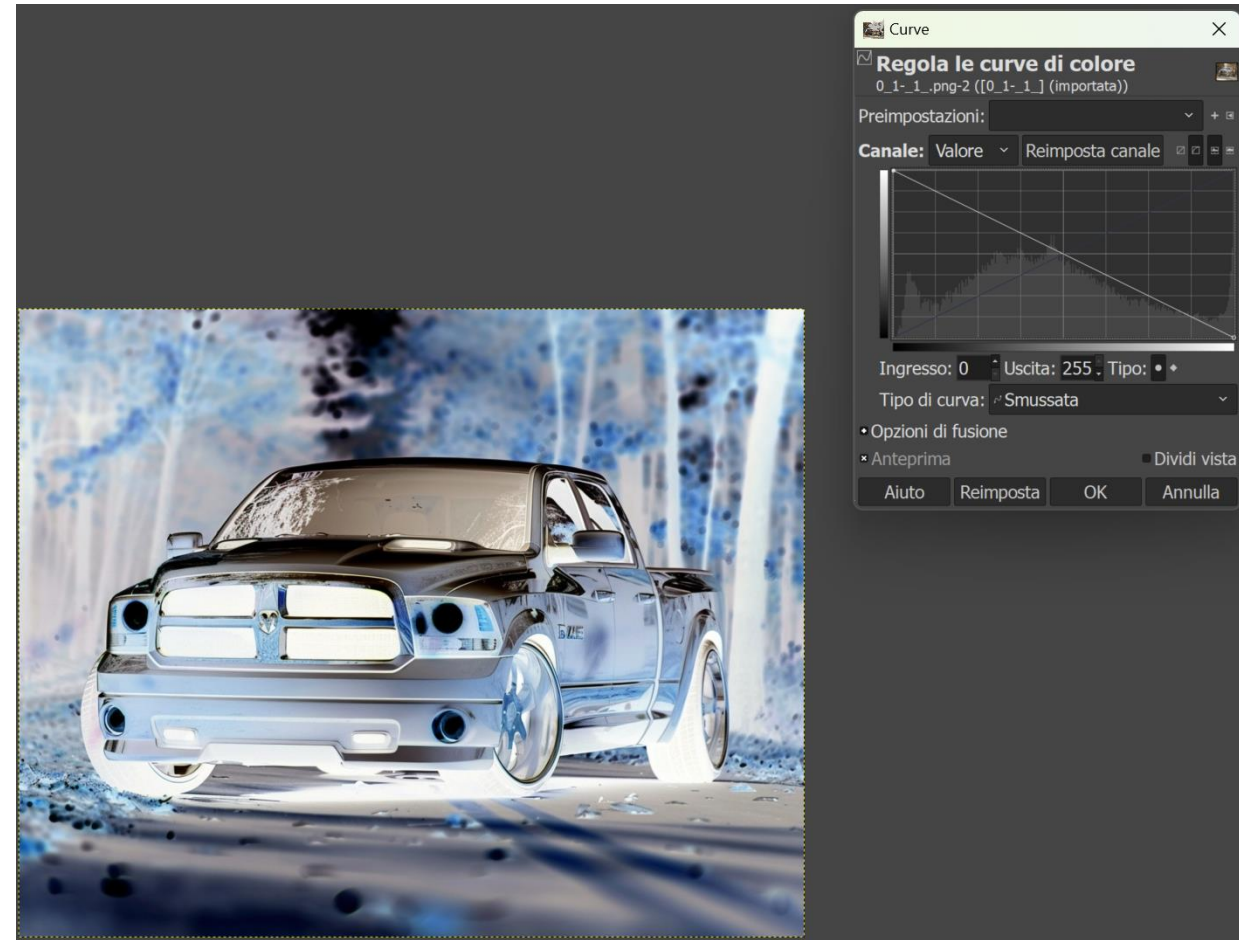 Curve
Regola le curve di colore
0_1-_1_.png-2 ([0_1-_1_] (importata))
Preimpostazioni:
Canale: Valore Reimposta canale
Ingresso: 0 Uscita: 255 Tipo:
Tipo di curva: Smussata
Opzioni di fusione
Anteprima Dividi vista
Aiuto Reimposta OK Annulla